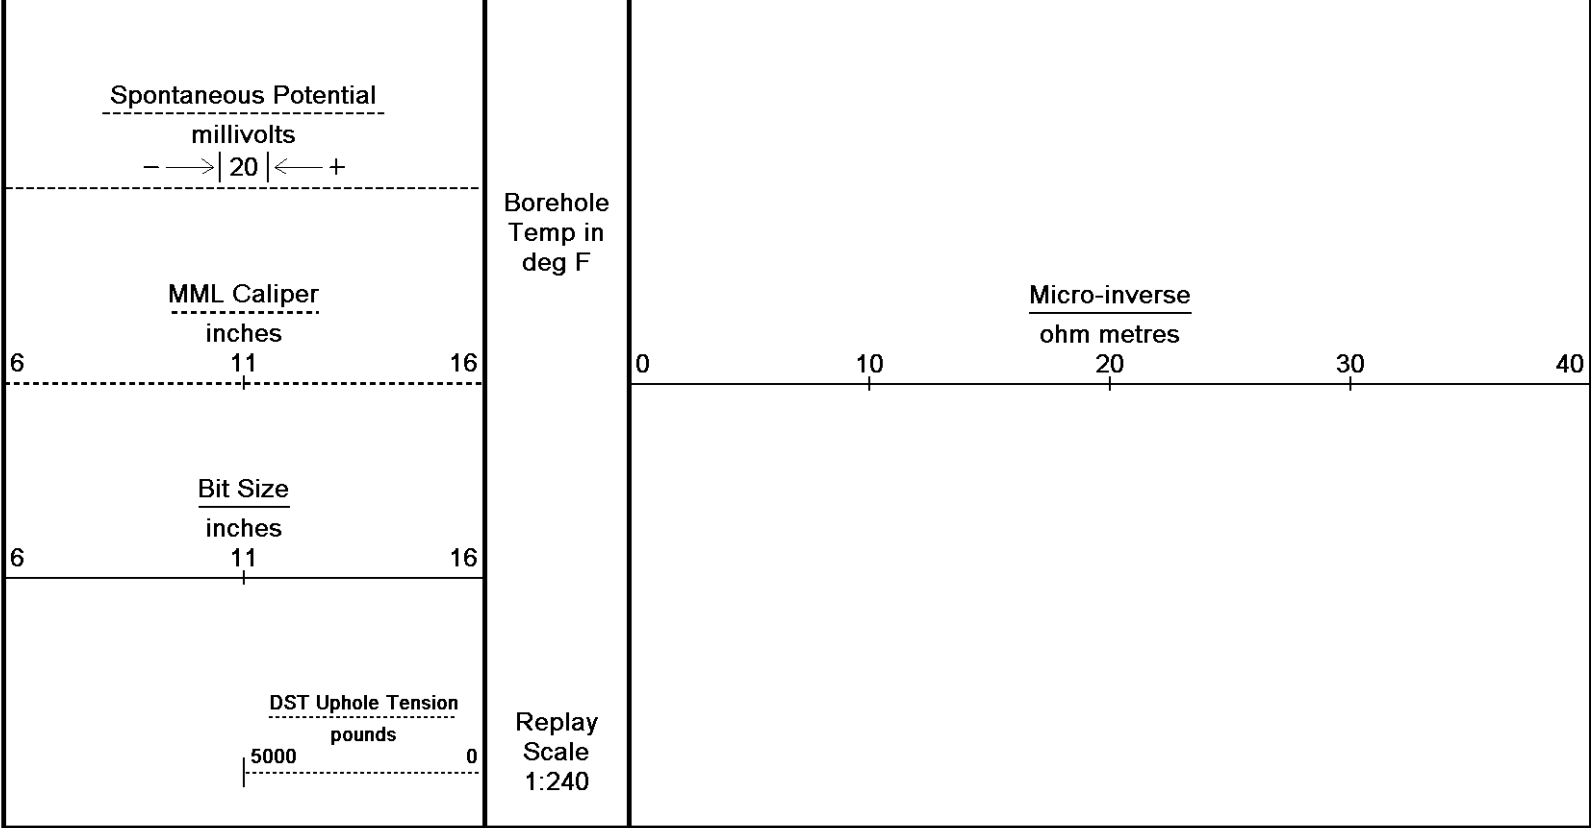 Spontaneous Potential
millivolts
− →|20|← +
MML Caliper
inches
6 11 16
Bit Size
inches
6 11 16
DST Uphole Tension
pounds
5000 0
Borehole
Temp in
deg F
Replay
Scale
1:240
Micro-inverse
ohm metres
0 10 20 30 40